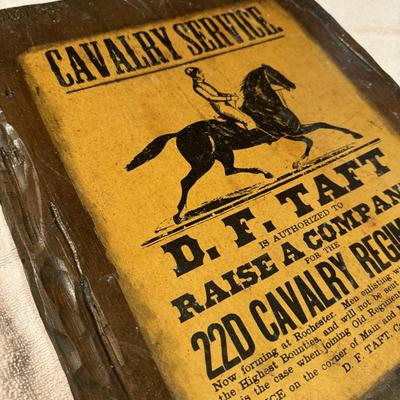 CAVALRY SERVICE.
D. F. TAFT
IS AUTHORIZED TO
RAISE A COMPAN
FOR THE
22D CAVALRY REGI
Now forming at Rochester. Men enlisting w
the Highest Bounties, and will not be sent
is the case when joining Old Regiment
ICE on the corner of Main and
D. F. TAFT, C